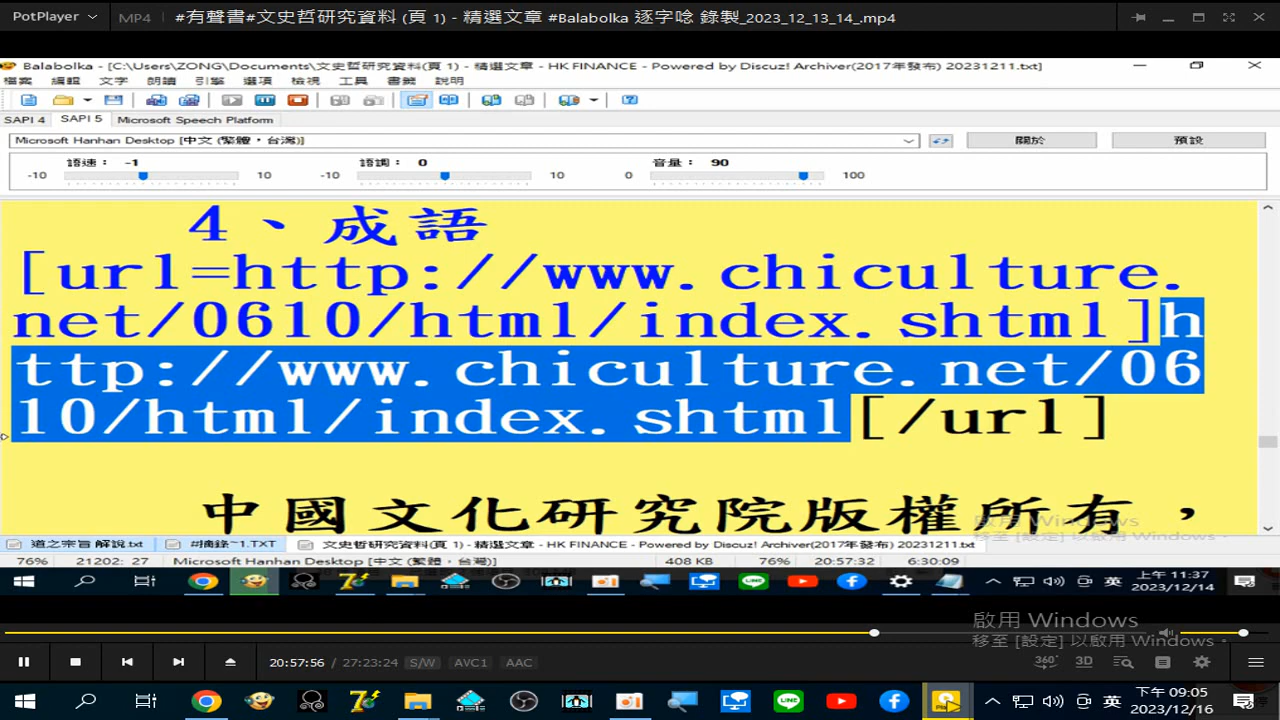 PotPlayer MP4 #有聲書#文史哲研究資料 (頁 1) - 精選文章 #Balabolka 逐字唸 錄製_2023_12_13_14_.mp4
Balabolka - [C:\Users\ZONG\Documents\文史哲研究資料(頁 1) - 精選文章 - HK FINANCE - Powered by Discuz! Archiver(2017年發布) 20231211.txt]
檔案 編輯 文字 朗讀 引擎 選項 檢視 工具 書籤 說明
SAPI 4 SAPI 5 Microsoft Speech Platform
Microsoft Hanhan Desktop [中文 (繁體，台灣)] 關於 預設
語速： -1 語調： 0 音量： 90
-10 10 -10 10 0 100
4、成語
[url=http://www.chiculture.
net/0610/html/index.shtml]h
ttp://www.chiculture.net/06
10/html/index.shtml[/url]
中國文化研究院版權所有，
啟用 Windows
移至 [設定] 以啟用 Windows。
道之宗旨 解說.txt #摘錄~1.TXT 文史哲研究資料(頁 1) - 精選文章 - HK FINANCE - Powered by Discuz! Archiver(2017年發布) 20231211.txt
76% 21202: 27 Microsoft Hanhan Desktop [中文 (繁體，台灣)] 408 KB 76% 20:57:32 6:30:09
英 上午 11:37
2023/12/14
啟用 Windows
移至 [設定] 以啟用 Windows。
20:57:56 / 27:23:24 S/W AVC1 AAC 360° 3D
英 下午 09:05
2023/12/16